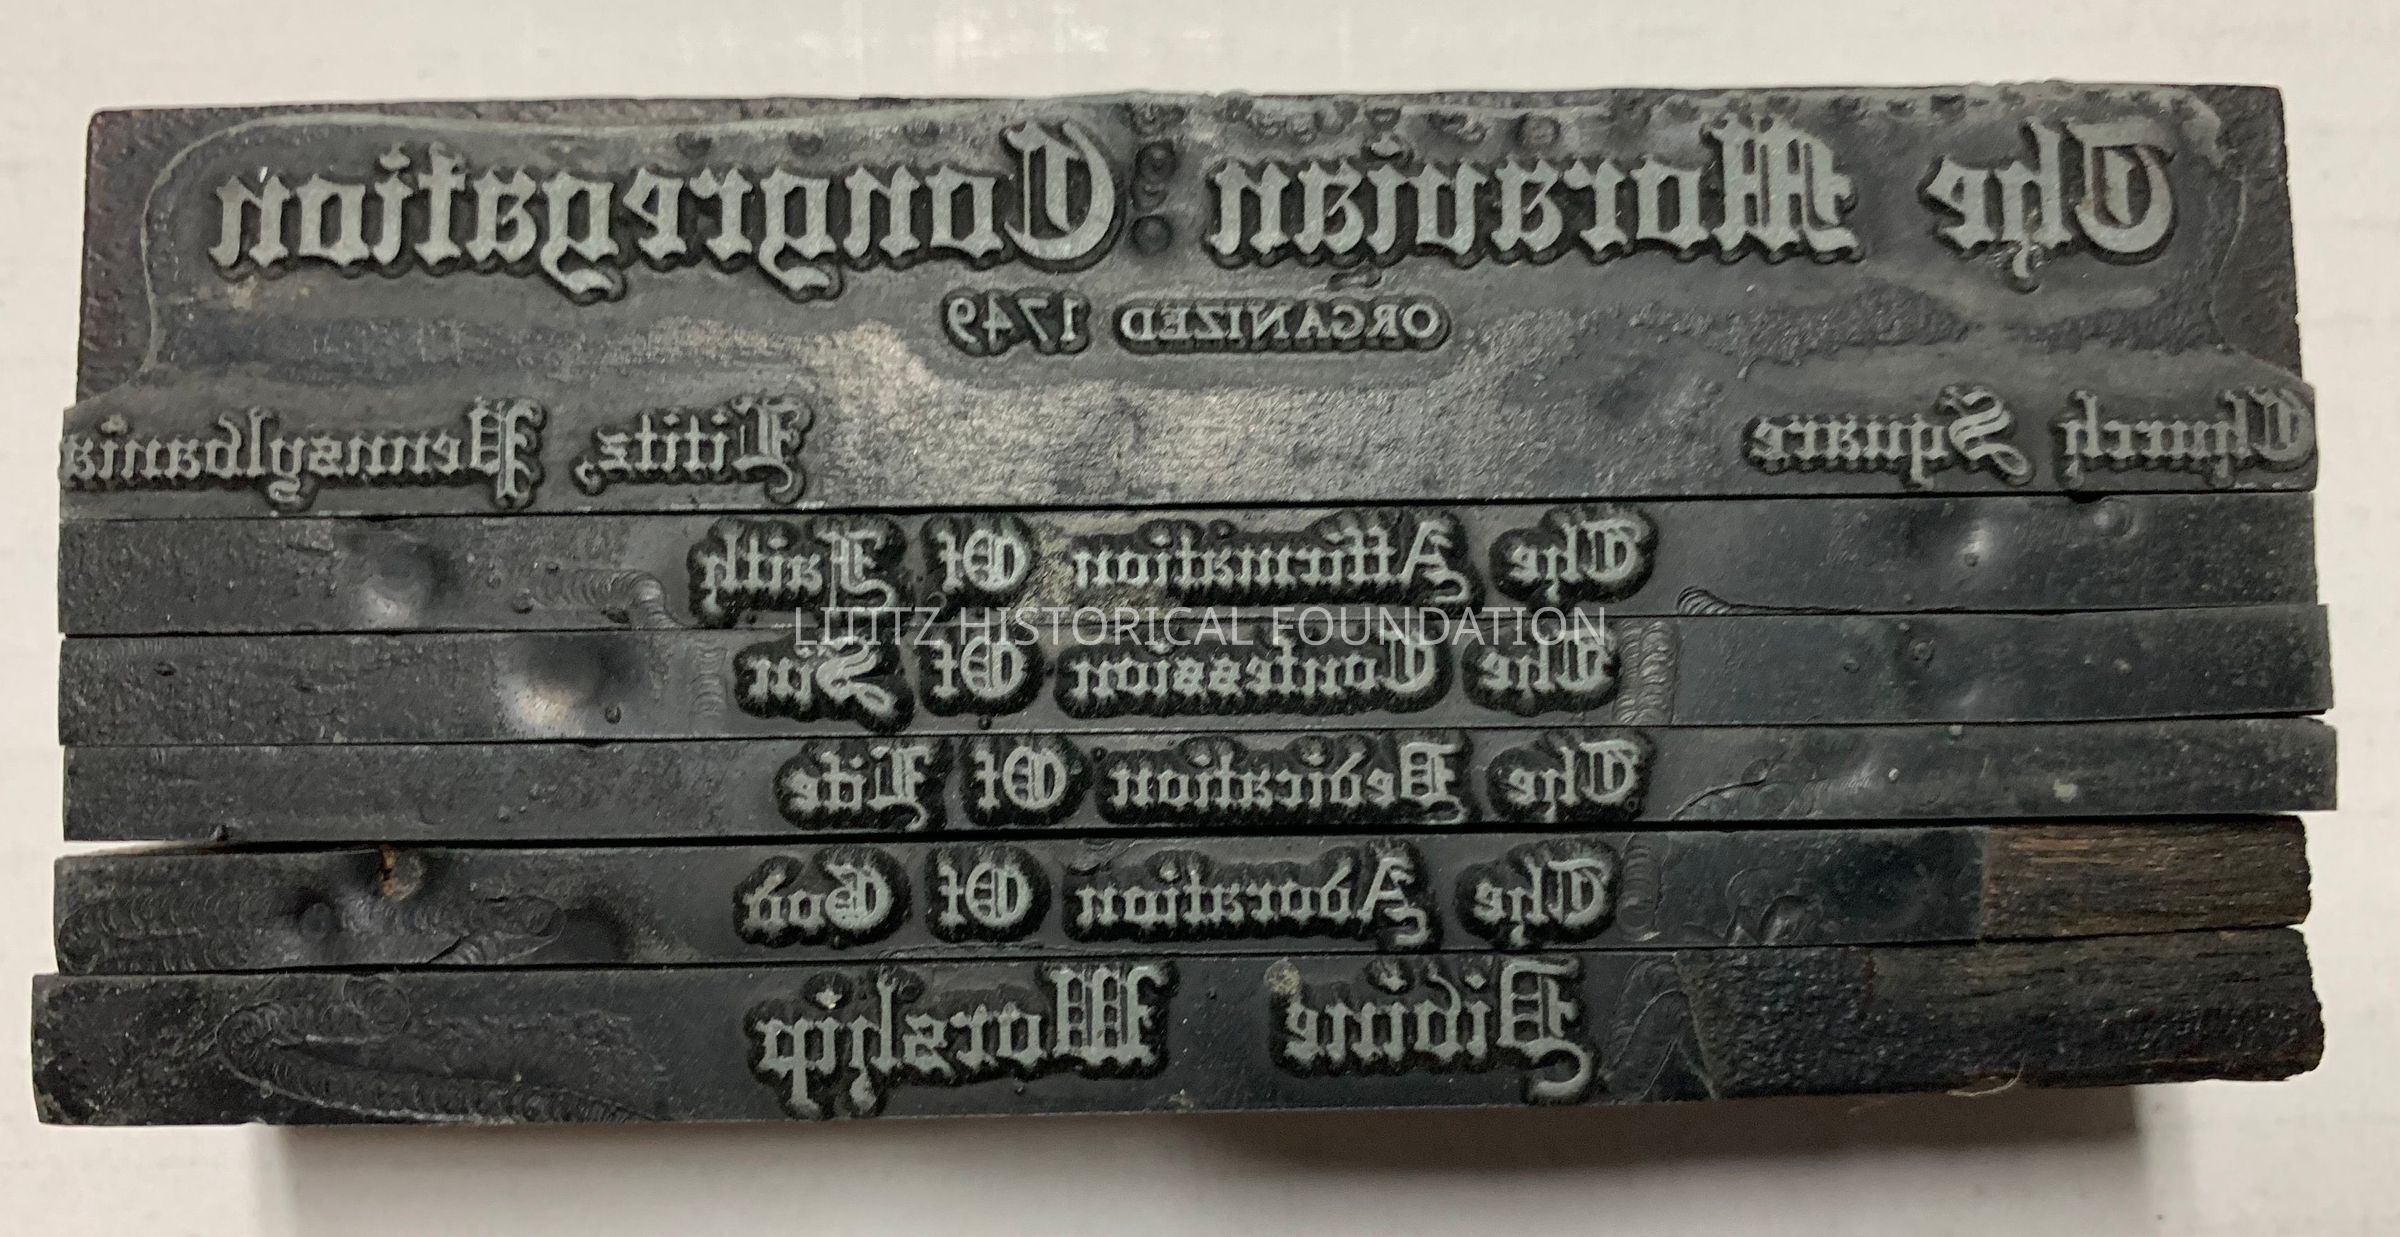 The Moravian Congregation
ORGANIZED 1749
Church Square Lititz, Pennsylvania
The Affirmation Of Faith
LITITZ HISTORICAL FOUNDATION
The Confession Of Sin
The Dedication Of Life
The Adoration Of God
Divine Worship